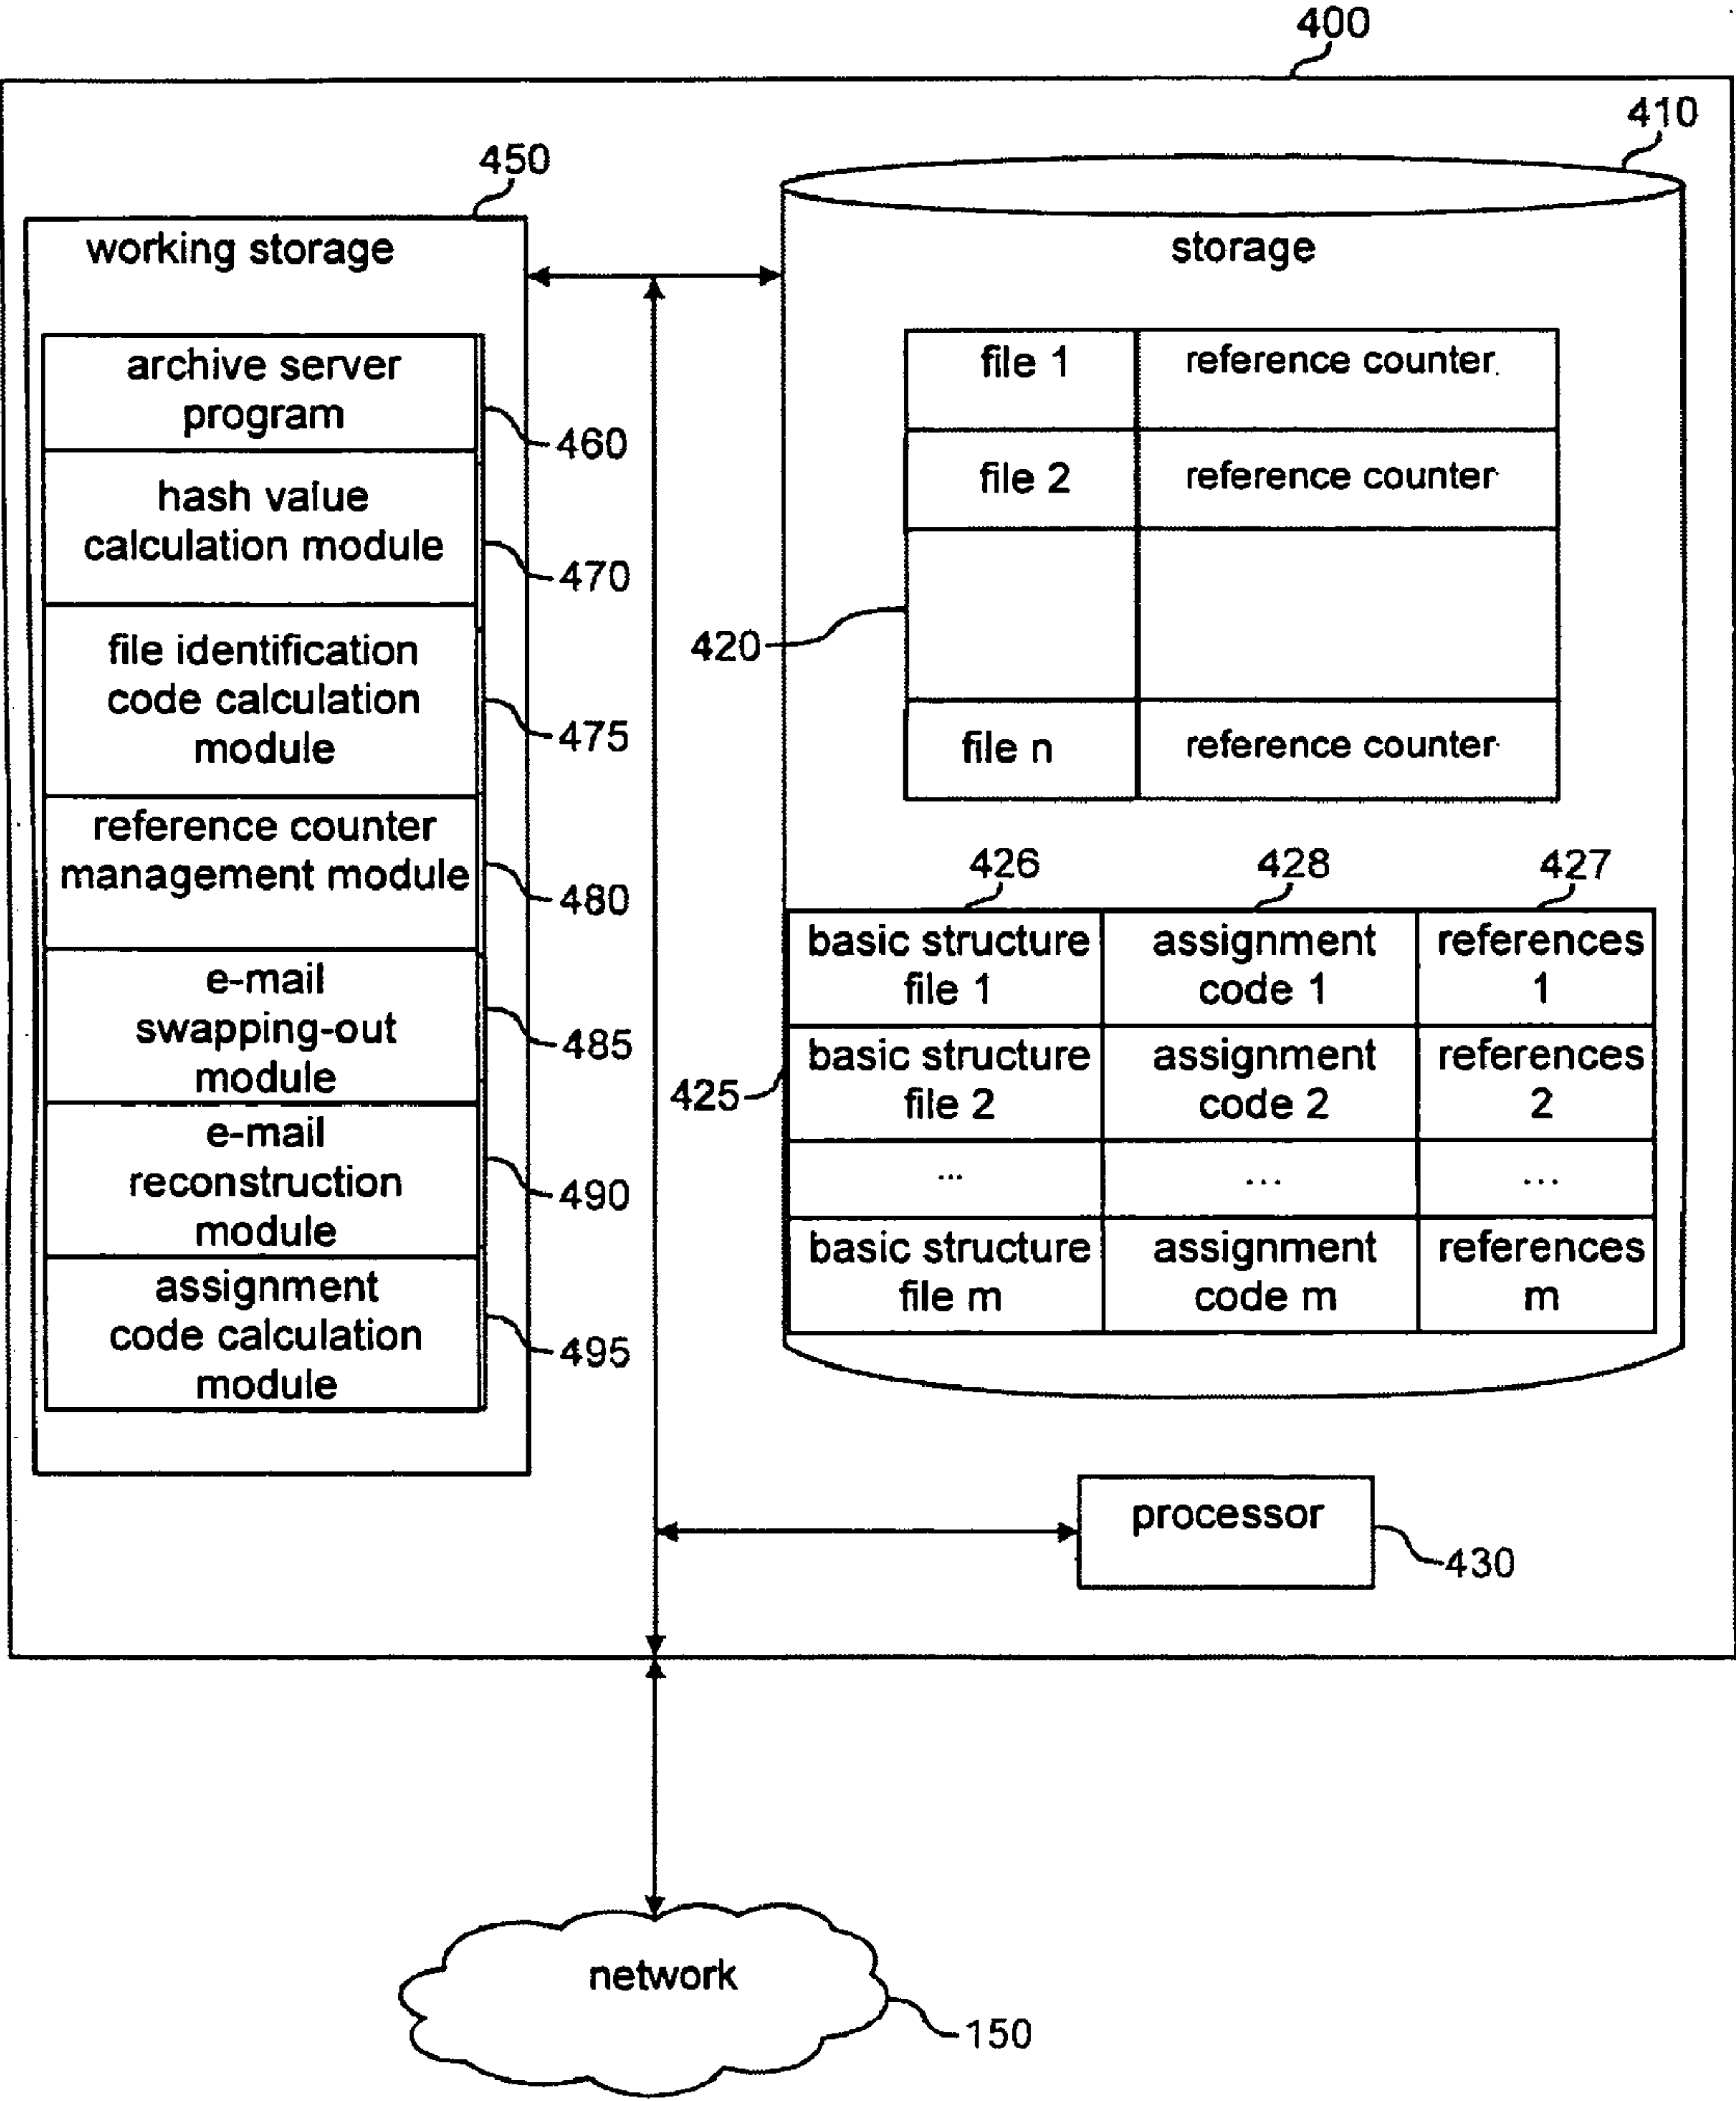 400
410
450
working storage
storage
archive server
program
460
hash value
calculation module
470
file identification
code calculation
module
475
reference counter
management module
480
e-mail
swapping-out
module
485
e-mail
reconstruction
module
490
assignment
code calculation
module
495
file 1
reference counter
file 2
reference counter
420
file n
reference counter
426
428
427
basic structure
file 1
assignment
code 1
references
1
425
basic structure
file 2
assignment
code 2
references
2
...
...
...
basic structure
file m
assignment
code m
references
m
processor
430
network
150